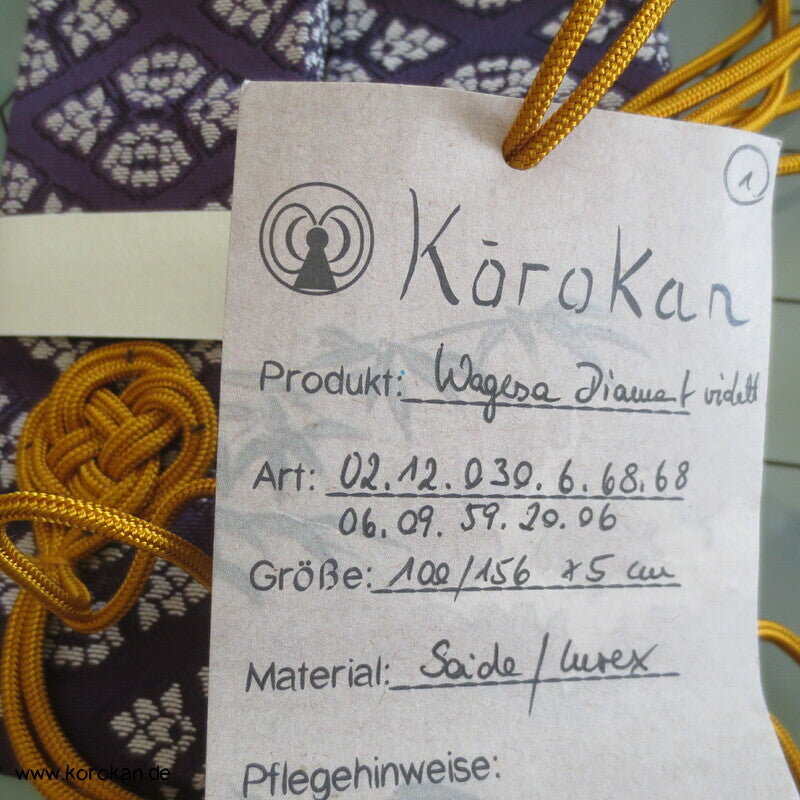 1
Kōrokan
Produkt: Wagesa Diamant violett
Art: 02.12.030.6.68.68
06.09.59.20.06
Größe: 100/156 x5 cm
Material: Seide/Lurex
Pflegehinweise:
www.korokan.de